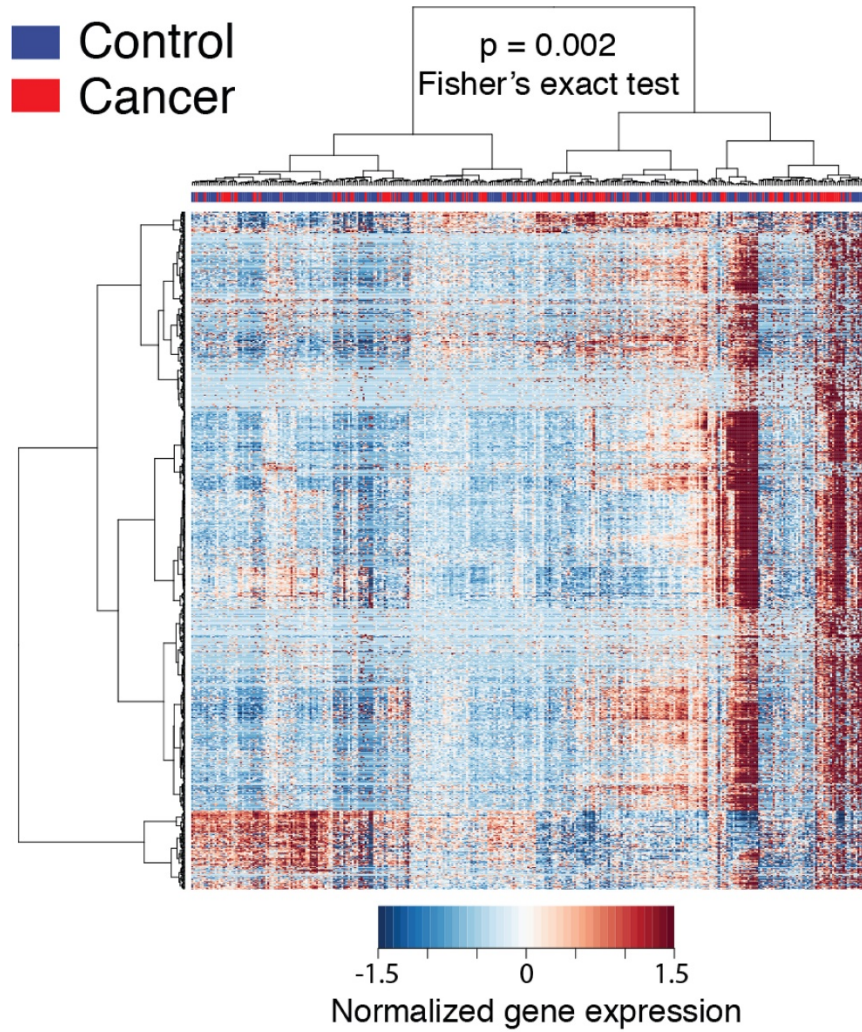 Control
Cancer
p = 0.002
Fisher's exact test
-1.5
0
1.5
Normalized gene expression